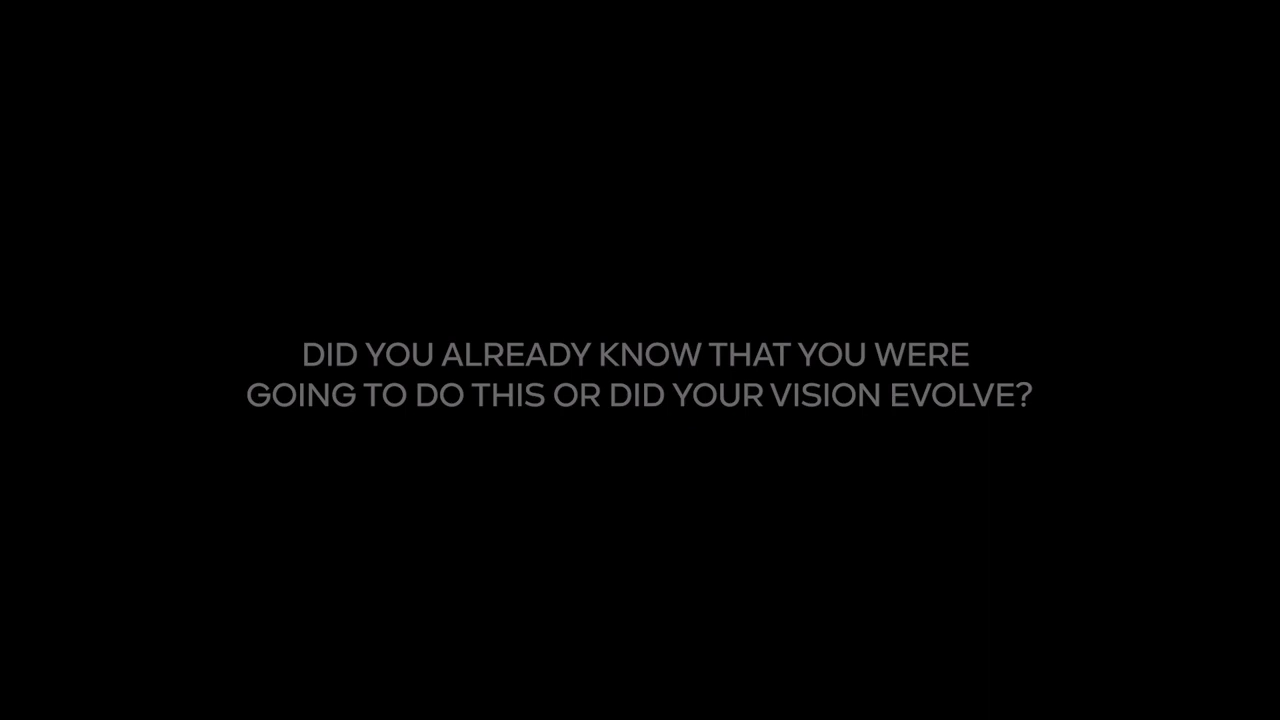 DID YOU ALREADY KNOW THAT YOU WERE
GOING TO DO THIS OR DID YOUR VISION EVOLVE?